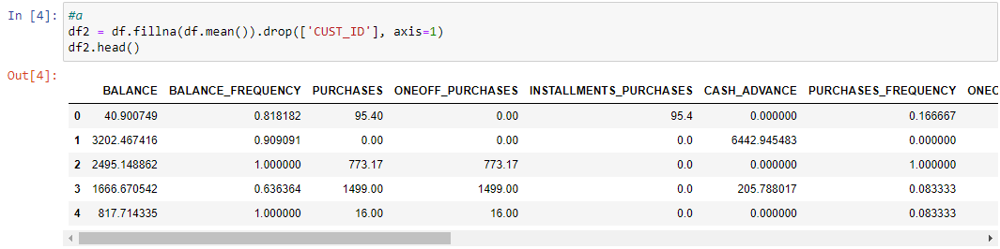 In [4]: #a
df2 = df.fillna(df.mean()).drop(['CUST_ID'], axis=1)
df2.head()
Out[4]:
BALANCE BALANCE_FREQUENCY PURCHASES ONEOFF_PURCHASES INSTALLMENTS_PURCHASES CASH_ADVANCE PURCHASES_FREQUENCY ONEC
0 40.900749 0.818182 95.40 0.00 95.4 0.000000 0.166667
1 3202.467416 0.909091 0.00 0.00 0.0 6442.945483 0.000000
2 2495.148862 1.000000 773.17 773.17 0.0 0.000000 1.000000
3 1666.670542 0.636364 1499.00 1499.00 0.0 205.788017 0.083333
4 817.714335 1.000000 16.00 16.00 0.0 0.000000 0.083333